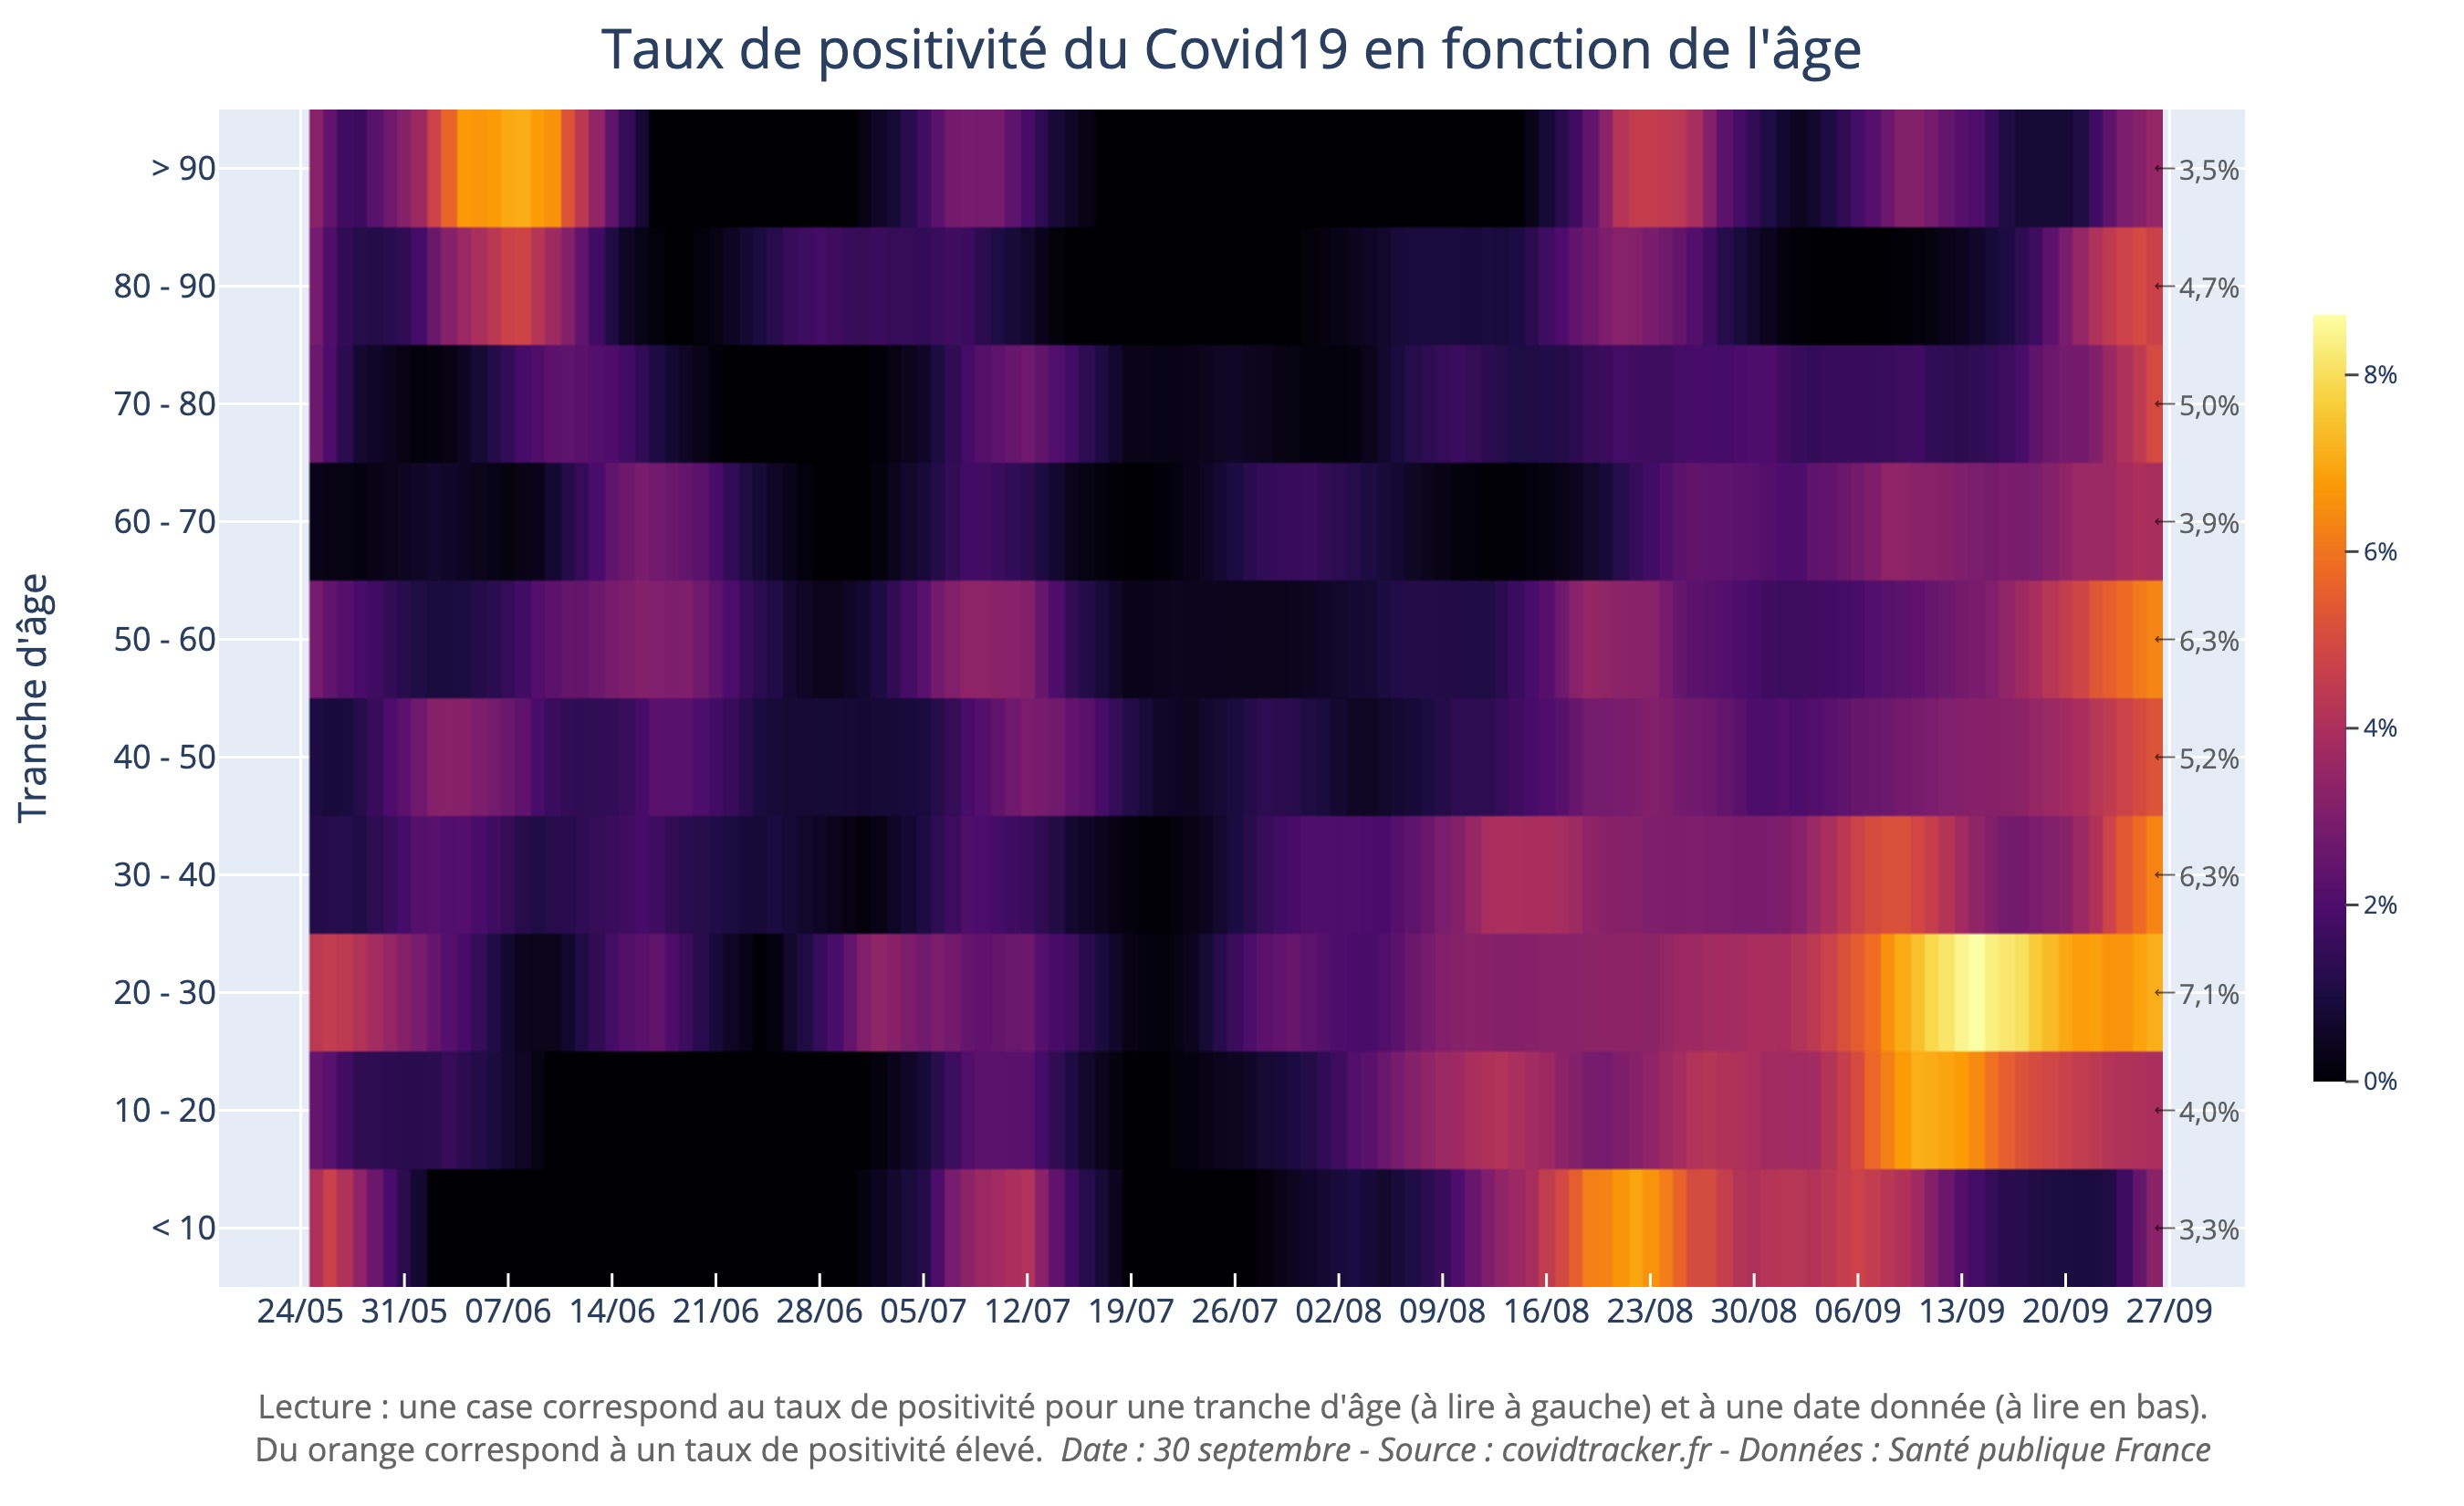 Taux de positivité du Covid19 en fonction de l'âge
Tranche d'âge
> 90
80 - 90
70 - 80
60 - 70
50 - 60
40 - 50
30 - 40
20 - 30
10 - 20
< 10
3,5%
4,7%
5,0%
3,9%
6,3%
5,2%
6,3%
7,1%
4,0%
3,3%
8%
6%
4%
2%
0%
24/05 31/05 07/06 14/06 21/06 28/06 05/07 12/07 19/07 26/07 02/08 09/08 16/08 23/08 30/08 06/09 13/09 20/09 27/09
Lecture : une case correspond au taux de positivité pour une tranche d'âge (à lire à gauche) et à une date donnée (à lire en bas).
Du orange correspond à un taux de positivité élevé. Date : 30 septembre - Source : covidtracker.fr - Données : Santé publique France